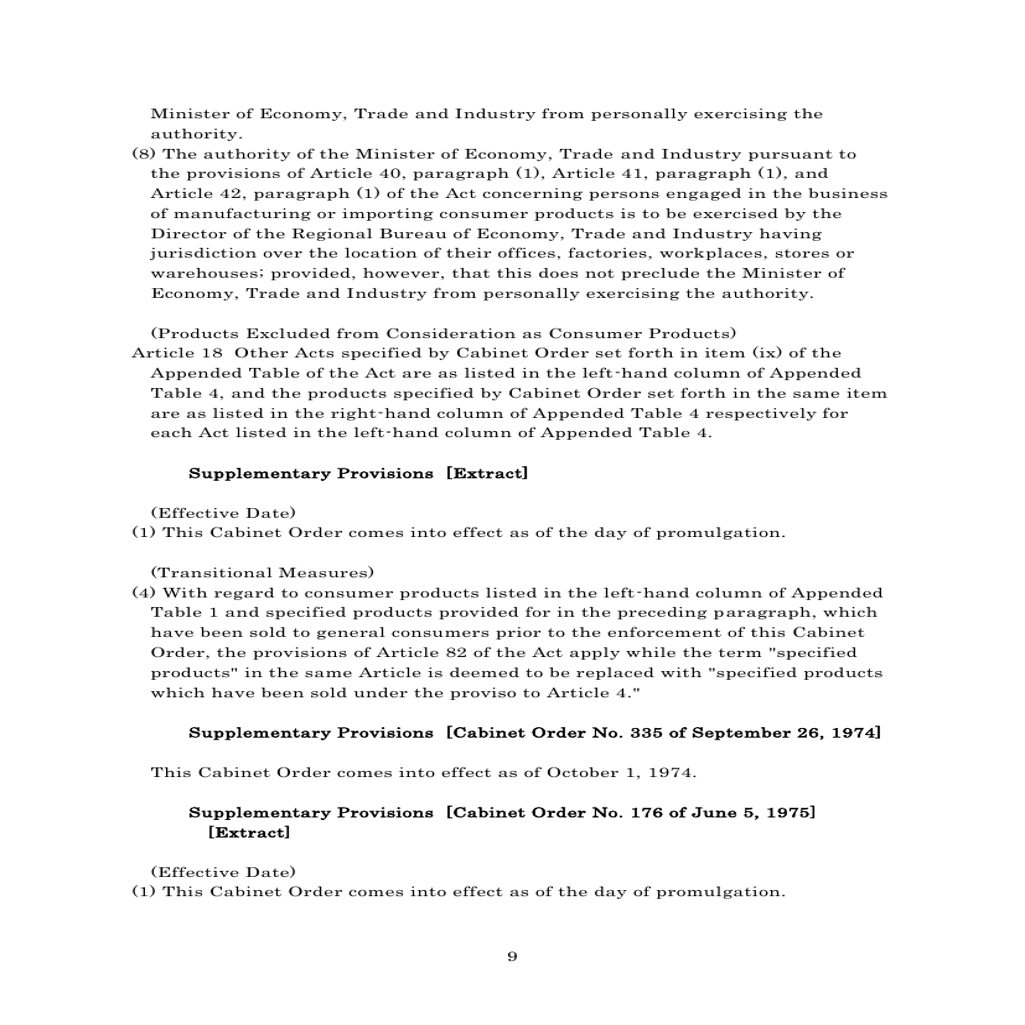 Minister of Economy, Trade and Industry from personally exercising the
authority.
(8) The authority of the Minister of Economy, Trade and Industry pursuant to
the provisions of Article 40, paragraph (1), Article 41, paragraph (1), and
Article 42, paragraph (1) of the Act concerning persons engaged in the business
of manufacturing or importing consumer products is to be exercised by the
Director of the Regional Bureau of Economy, Trade and Industry having
jurisdiction over the location of their offices, factories, workplaces, stores or
warehouses; provided, however, that this does not preclude the Minister of
Economy, Trade and Industry from personally exercising the authority.
(Products Excluded from Consideration as Consumer Products)
Article 18 Other Acts specified by Cabinet Order set forth in item (ix) of the
Appended Table of the Act are as listed in the left-hand column of Appended
Table 4, and the products specified by Cabinet Order set forth in the same item
are as listed in the right-hand column of Appended Table 4 respectively for
each Act listed in the left-hand column of Appended Table 4.
Supplementary Provisions [Extract]
(Effective Date)
(1) This Cabinet Order comes into effect as of the day of promulgation.
(Transitional Measures)
(4) With regard to consumer products listed in the left-hand column of Appended
Table 1 and specified products provided for in the preceding paragraph, which
have been sold to general consumers prior to the enforcement of this Cabinet
Order, the provisions of Article 82 of the Act apply while the term "specified
products" in the same Article is deemed to be replaced with "specified products
which have been sold under the proviso to Article 4."
Supplementary Provisions [Cabinet Order No. 335 of September 26, 1974]
This Cabinet Order comes into effect as of October 1, 1974.
Supplementary Provisions [Cabinet Order No. 176 of June 5, 1975]
[Extract]
(Effective Date)
(1) This Cabinet Order comes into effect as of the day of promulgation.
9